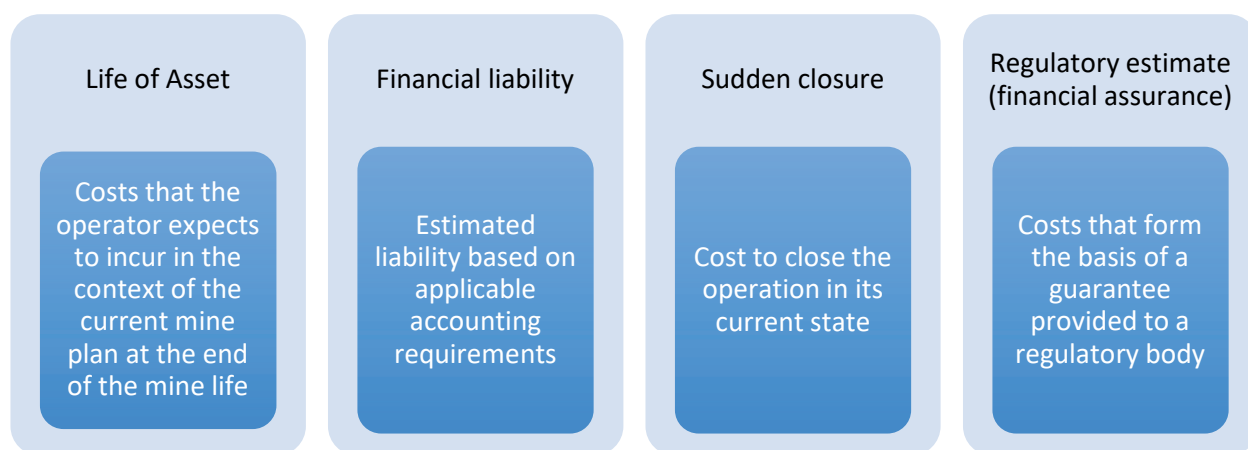 Life of Asset
Costs that the
operator expects
to incur in the
context of the
current mine
plan at the end
of the mine life
Financial liability
Estimated
liability based on
applicable
accounting
requirements
Sudden closure
Cost to close the
operation in its
current state
Regulatory estimate
(financial assurance)
Costs that form
the basis of a
guarantee
provided to a
regulatory body